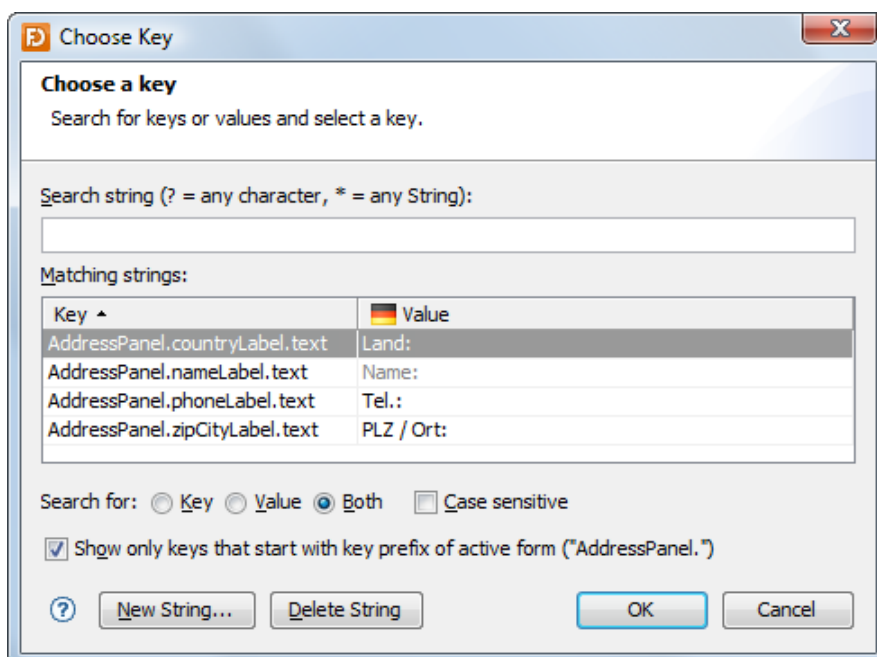 Choose Key
Choose a key
Search for keys or values and select a key.
Search string (? = any character, * = any String):
Matching strings:
Key Value
AddressPanel.countryLabel.text Land:
AddressPanel.nameLabel.text Name:
AddressPanel.phoneLabel.text Tel.:
AddressPanel.zipCityLabel.text PLZ / Ort:
Search for: Key Value Both Case sensitive
Show only keys that start with key prefix of active form ("AddressPanel.")
? New String... Delete String OK Cancel